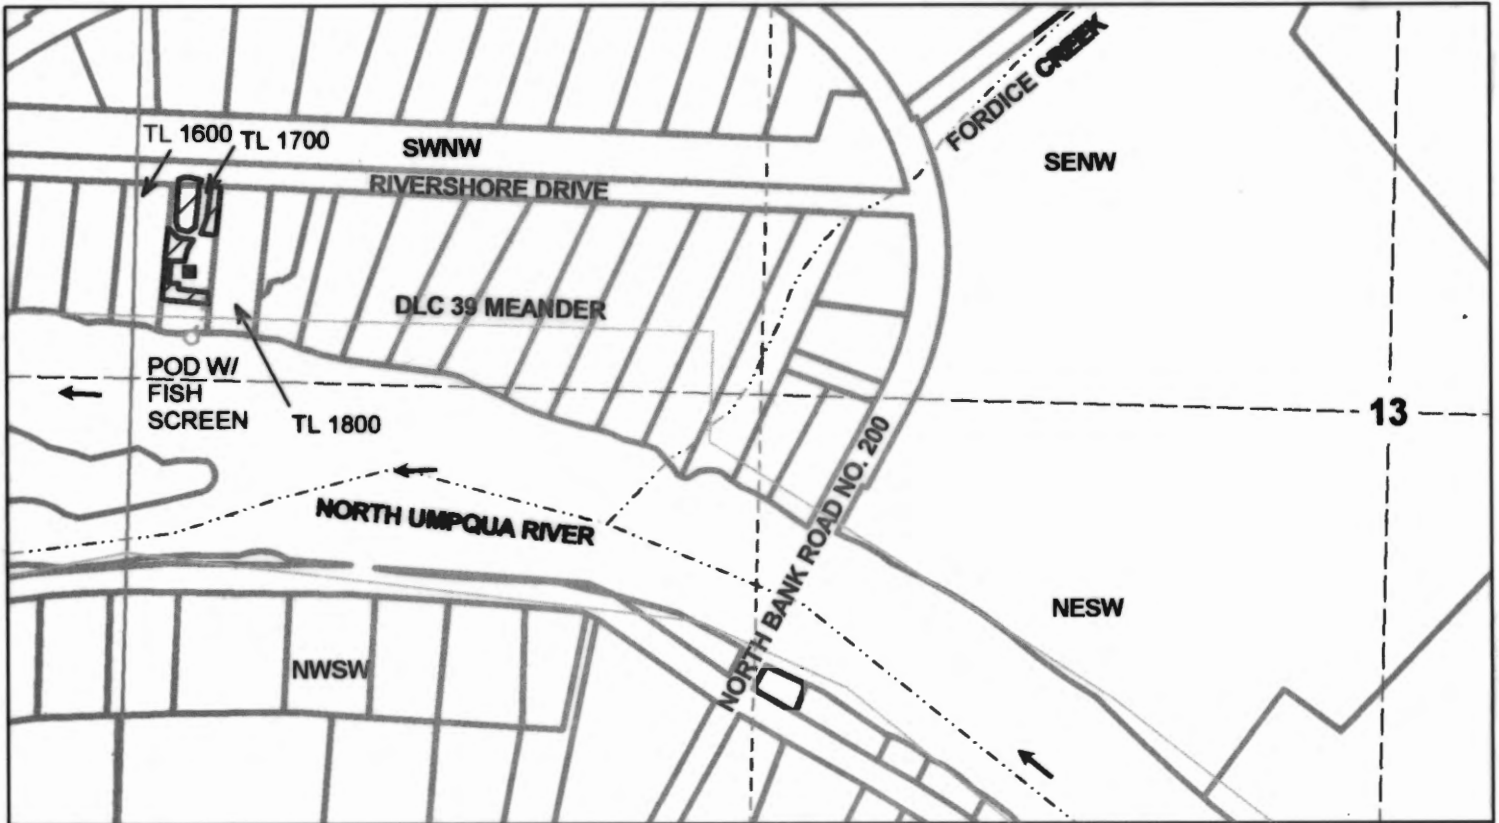 FORDICE CREEK
TL 1600
TL 1700
SWNW
SENW
RIVERSHORE DRIVE
DLC 39 MEANDER
POD W/
FISH
SCREEN
TL 1800
13
NORTH BANK ROAD NO. 200
NORTH UMPQUA RIVER
NESW
NWSW